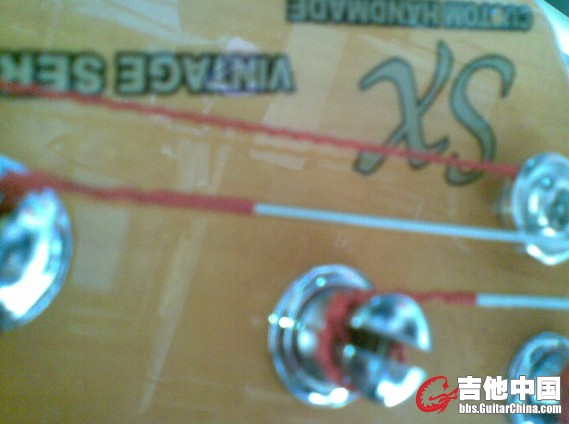 SX
VINTAGE SER
CUSTOM HANDMADE
吉他中国
bbs.GuitarChina.com